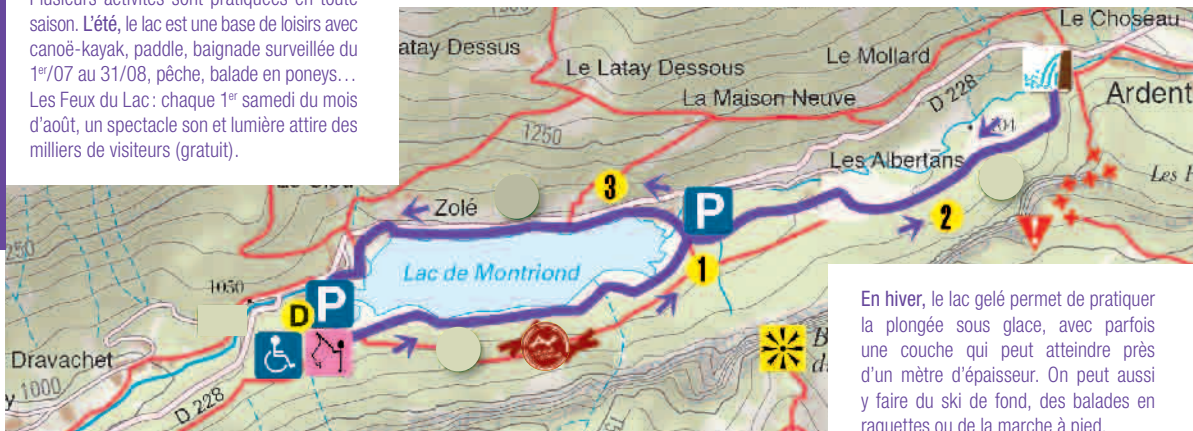 Plusieurs activités sont pratiquées en toute
saison. L'été, le lac est une base de loisirs avec
canoë-kayak, paddle, baignade surveillée du
1er/07 au 31/08, pêche, balade en poneys…
Les Feux du Lac : chaque 1er samedi du mois
d'août, un spectacle son et lumière attire des
milliers de visiteurs (gratuit).
Le Choseau
atay Dessus
Le Mollard
Le Latay Dessous
Ardent
La Maison Neuve
D 228
1250
Les Albertans
Les
3
Zolé
P
2
250
Lac de Montriond
1
1050
P
D
Dravachet
1000
D 228
B
d
En hiver, le lac gelé permet de pratiquer
la plongée sous glace, avec parfois
une couche qui peut atteindre près
d'un mètre d'épaisseur. On peut aussi
y faire du ski de fond, des balades en
raquettes ou de la marche à pied